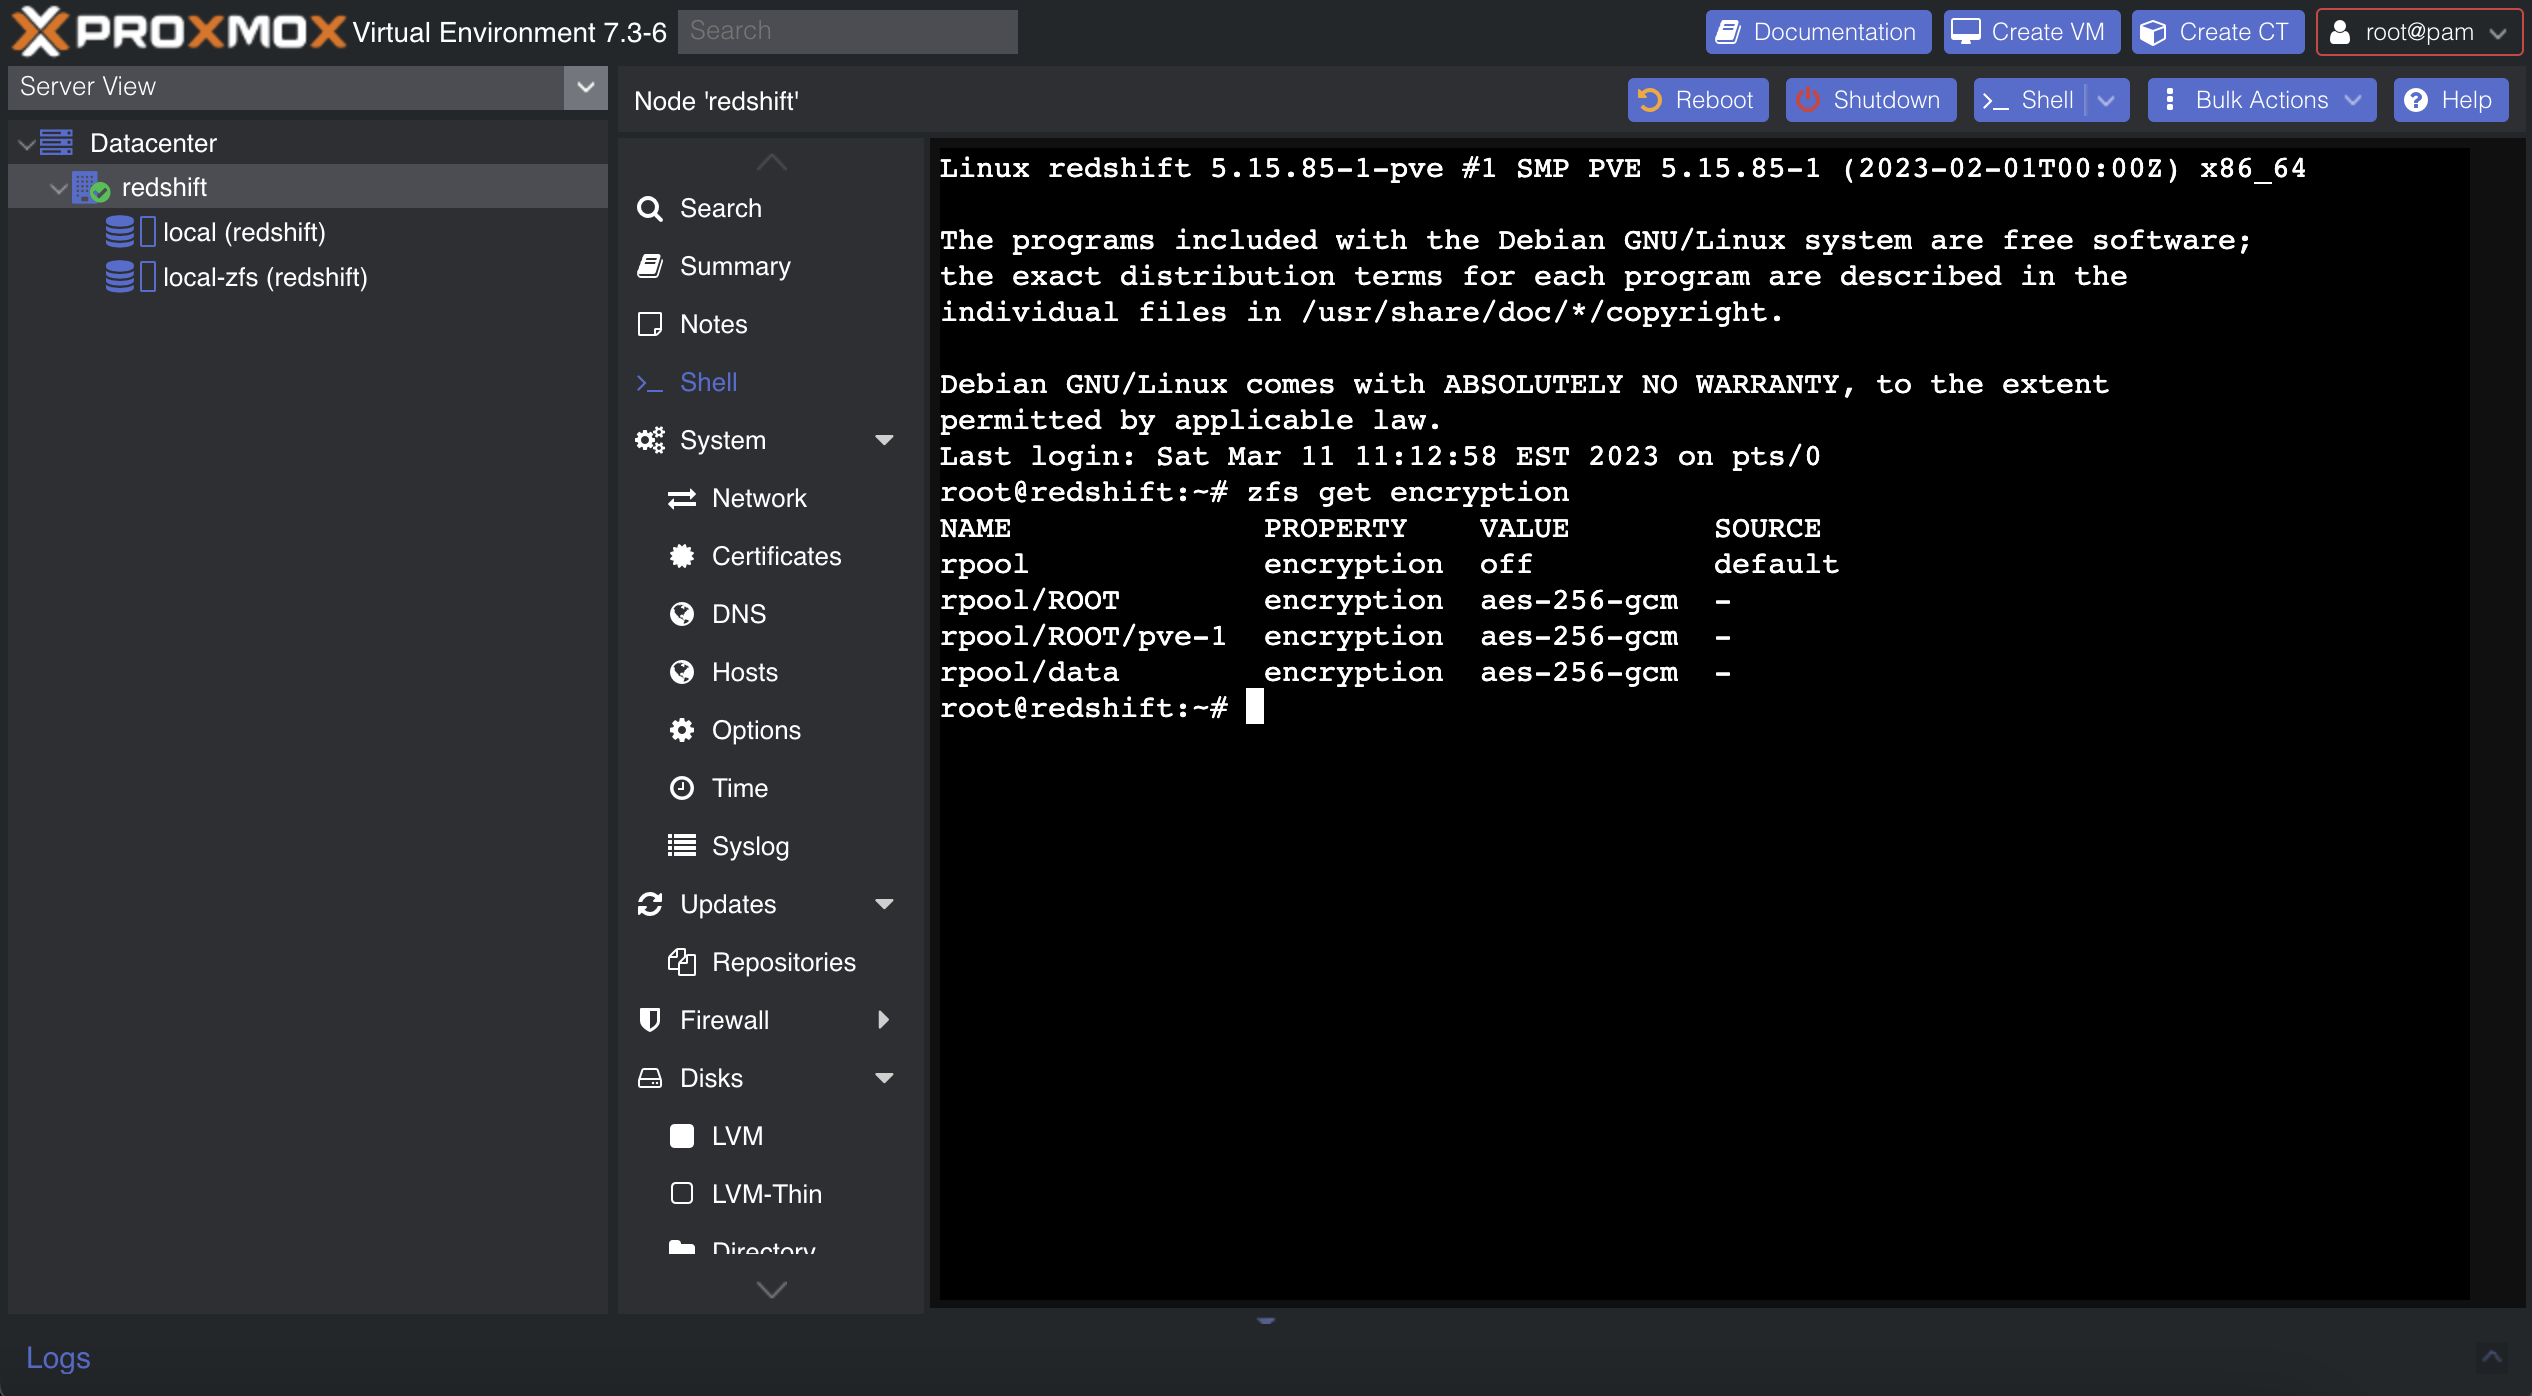 PROXMOX Virtual Environment 7.3-6 Search Documentation Create VM Create CT root@pam
Server View
Datacenter
redshift
local (redshift)
local-zfs (redshift)
Node 'redshift' Reboot Shutdown >_ Shell Bulk Actions Help
Search
Summary
Notes
>_ Shell
System
Network
Certificates
DNS
Hosts
Options
Time
Syslog
Updates
Repositories
Firewall
Disks
LVM
LVM-Thin
Directory
Linux redshift 5.15.85-1-pve #1 SMP PVE 5.15.85-1 (2023-02-01T00:00Z) x86_64
The programs included with the Debian GNU/Linux system are free software;
the exact distribution terms for each program are described in the
individual files in /usr/share/doc/*/copyright.
Debian GNU/Linux comes with ABSOLUTELY NO WARRANTY, to the extent
permitted by applicable law.
Last login: Sat Mar 11 11:12:58 EST 2023 on pts/0
root@redshift:~# zfs get encryption
NAME PROPERTY VALUE SOURCE
rpool encryption off default
rpool/ROOT encryption aes-256-gcm -
rpool/ROOT/pve-1 encryption aes-256-gcm -
rpool/data encryption aes-256-gcm -
root@redshift:~#
Logs